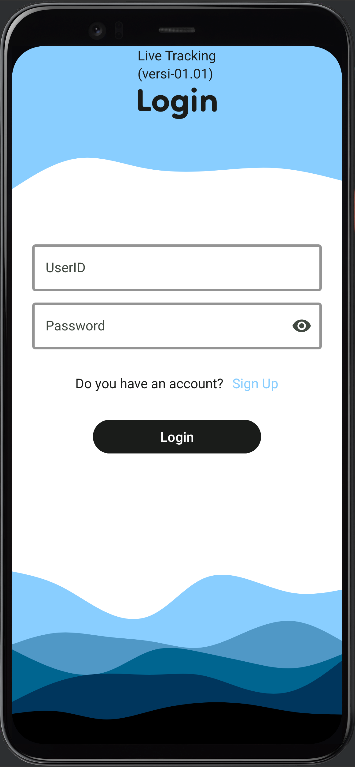 Live Tracking
(versi-01.01)
Login
UserID
Password
Do you have an account? Sign Up
Login